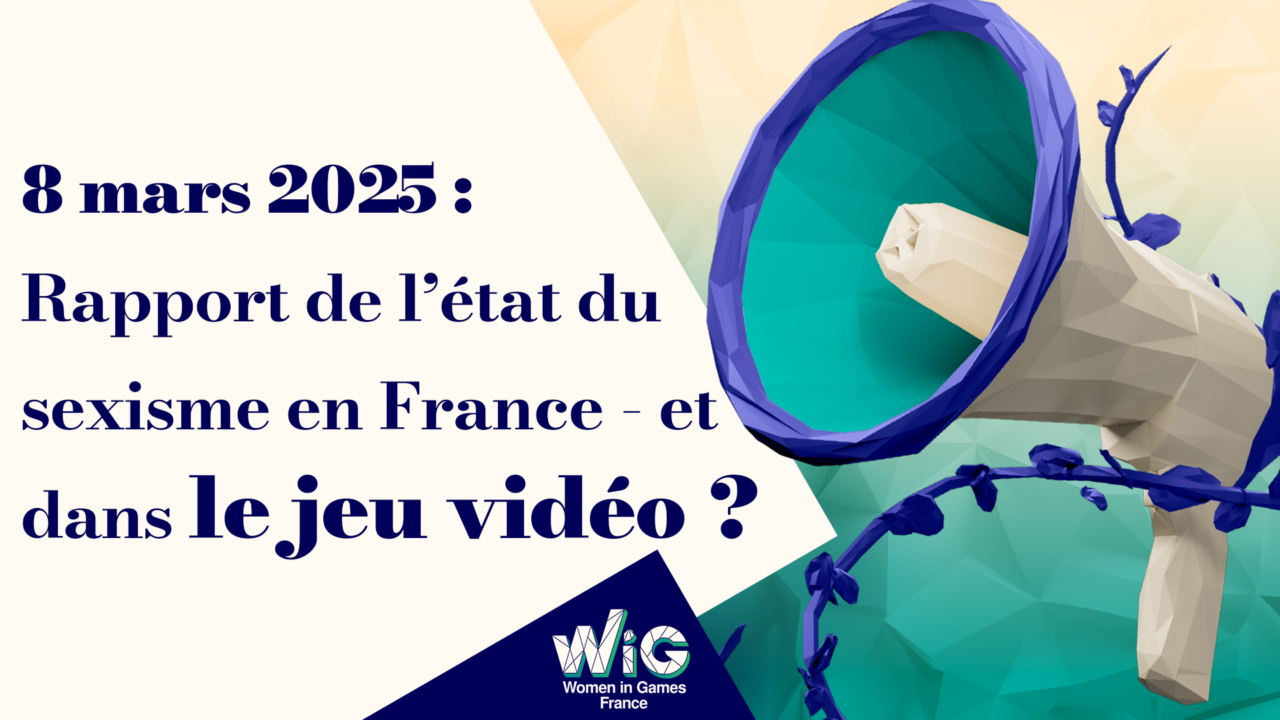 8 mars 2025 :
Rapport de l’état du
sexisme en France - et
dans le jeu vidéo ?
WiG
Women in Games
France